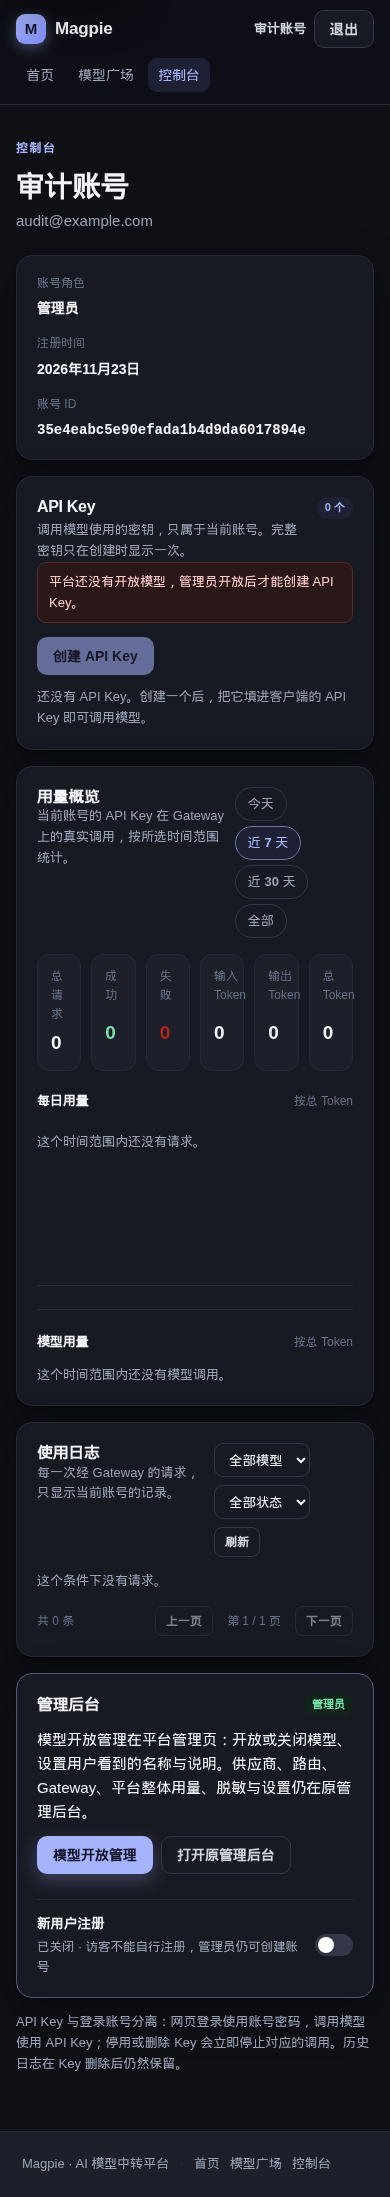 M Magpie 审计账号 退出
首页 模型广场 控制台
控制台
审计账号
audit@example.com
账号角色
管理员
注册时间
2026年11月23日
账号 ID
35e4eabc5e90efada1b4d9da6017894e
API Key 0 个
调用模型使用的密钥，只属于当前账号。完整
密钥只在创建时显示一次。
平台还没有开放模型，管理员开放后才能创建 API
Key。
创建 API Key
还没有 API Key。创建一个后，把它填进客户端的 API
Key 即可调用模型。
用量概览
当前账号的 API Key 在 Gateway
上的真实调用，按所选时间范围
统计。
今天
近 7 天
近 30 天
全部
总
请
求
0
成
功
0
失
败
0
输入
Token
0
输出
Token
0
总
Token
0
每日用量 按总 Token
这个时间范围内还没有请求。
模型用量 按总 Token
这个时间范围内还没有模型调用。
使用日志
每一次经 Gateway 的请求，
只显示当前账号的记录。
全部模型
全部状态
刷新
这个条件下没有请求。
共 0 条 上一页 第 1 / 1 页 下一页
管理后台 管理员
模型开放管理在平台管理页：开放或关闭模型、
设置用户看到的名称与说明。供应商、路由、
Gateway、平台整体用量、脱敏与设置仍在原管
理后台。
模型开放管理 打开原管理后台
新用户注册
已关闭 · 访客不能自行注册，管理员仍可创建账
号
API Key 与登录账号分离：网页登录使用账号密码，调用模型
使用 API Key；停用或删除 Key 会立即停止对应的调用。历史
日志在 Key 删除后仍然保留。
Magpie · AI 模型中转平台 首页 模型广场 控制台